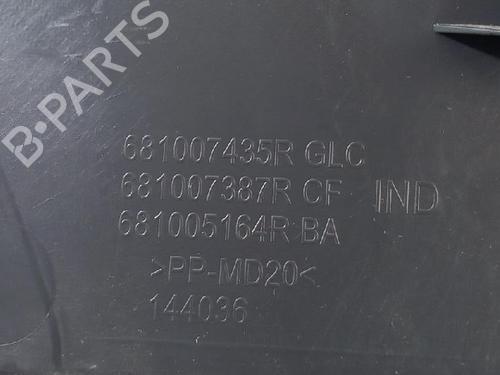 B-PARTS
681007435R GLC
681007387R CF IND
681005164R BA
>PP-MD20<
144036